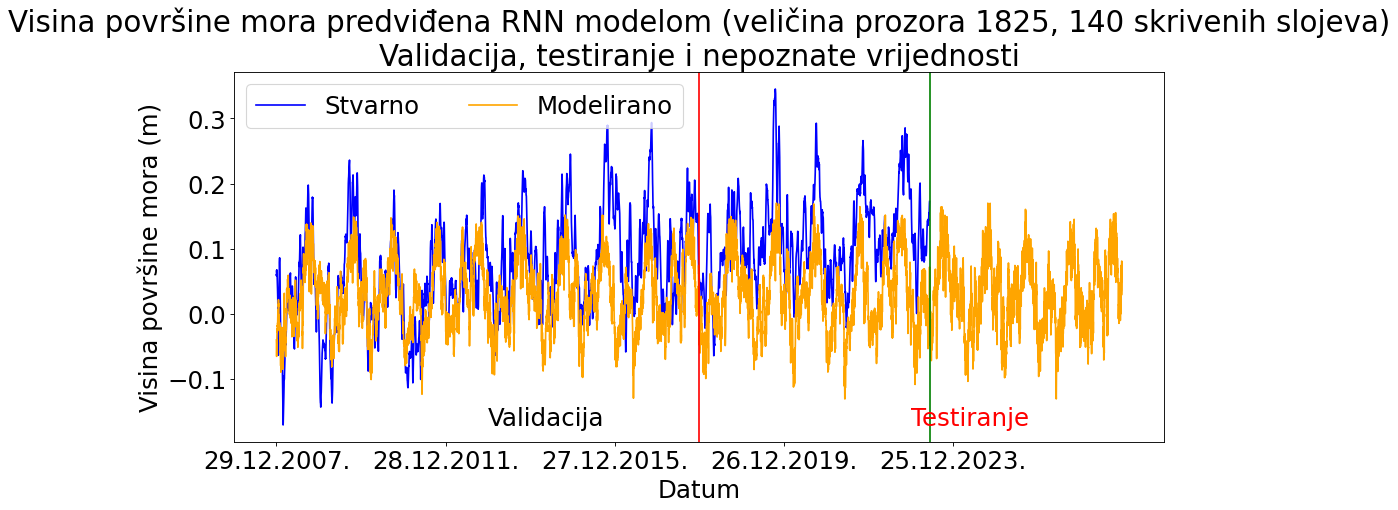 Visina površine mora predviđena RNN modelom (veličina prozora 1825, 140 skrivenih slojeva)
Validacija, testiranje i nepoznate vrijednosti
Stvarno
Modelirano
Visina površine mora (m)
0.3
0.2
0.1
0.0
−0.1
Validacija
Testiranje
29.12.2007.
28.12.2011.
27.12.2015.
26.12.2019.
25.12.2023.
Datum